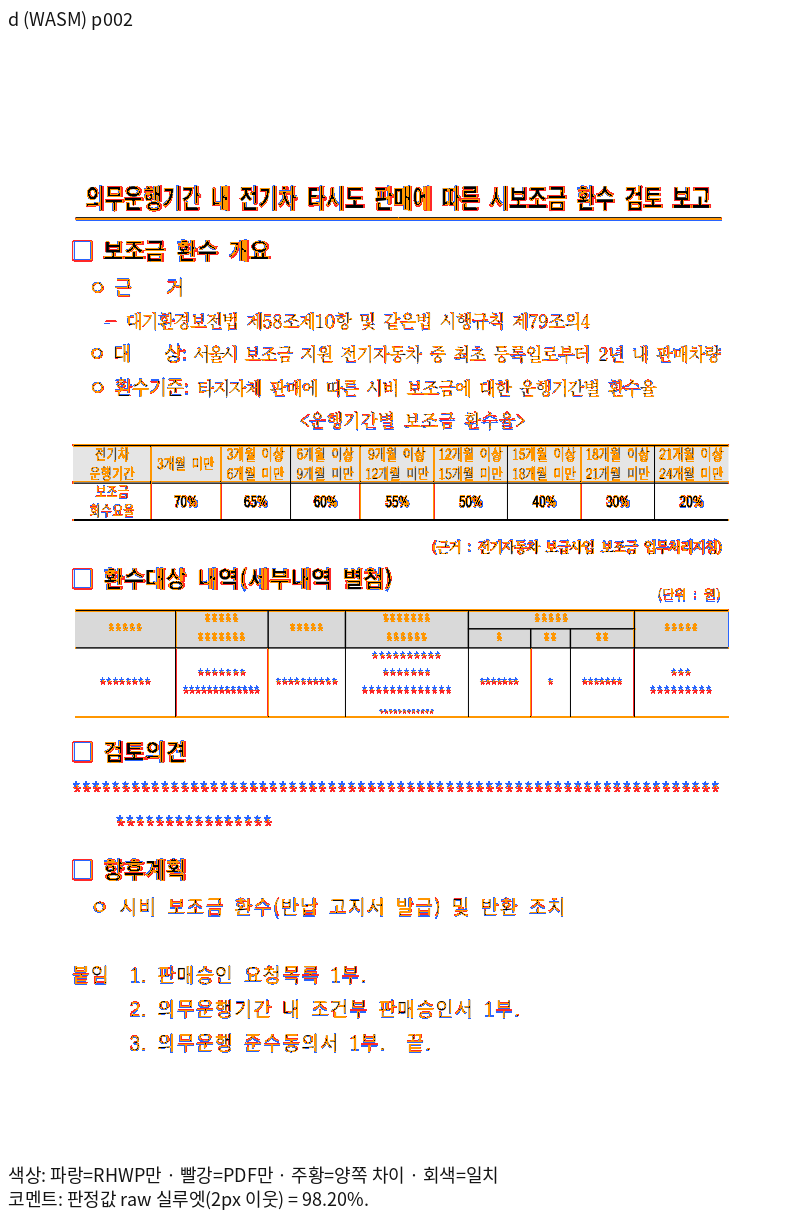 d (WASM) p002
의무운행기간 내 전기차 타시도 판매에 따른 시보조금 환수 검토 보고
□ 보조금 환수 개요
○ 근 거
- 대기환경보전법 제58조제10항 및 같은법 시행규칙 제79조의4
○ 대 상: 서울시 보조금 지원 전기자동차 중 최초 등록일로부터 2년 내 판매차량
○ 환수기준: 타지자체 판매에 따른 시비 보조금에 대한 운행기간별 환수율
<운행기간별 보조금 환수율>
전기차 운행기간 3개월 미만 3개월 이상 6개월 미만 6개월 이상 9개월 미만 9개월 이상 12개월 미만 12개월 이상 15개월 미만 15개월 이상 18개월 미만 18개월 이상 21개월 미만 21개월 이상 24개월 미만
보조금 회수요율 70% 65% 60% 55% 50% 40% 30% 20%
(근거 : 전기자동차 보급사업 보조금 업무처리지침)
□ 환수대상 내역(세부내역 별첨)
(단위 : 원)
***** ***** ******* ***** ******* ****** ***** * ** ** *****
******** ******* ************* ********** ********** ******* ************* ************ ******* * ******* *** *********
□ 검토의견
******************************************************************
****************
□ 향후계획
○ 시비 보조금 환수(반납 고지서 발급) 및 반환 조치
붙임 1. 판매승인 요청목록 1부.
2. 의무운행기간 내 조건부 판매승인서 1부.
3. 의무운행 준수동의서 1부. 끝.
색상: 파랑=RHWP만 · 빨강=PDF만 · 주황=양쪽 차이 · 회색=일치
코멘트: 판정값 raw 실루엣(2px 이웃) = 98.20%.